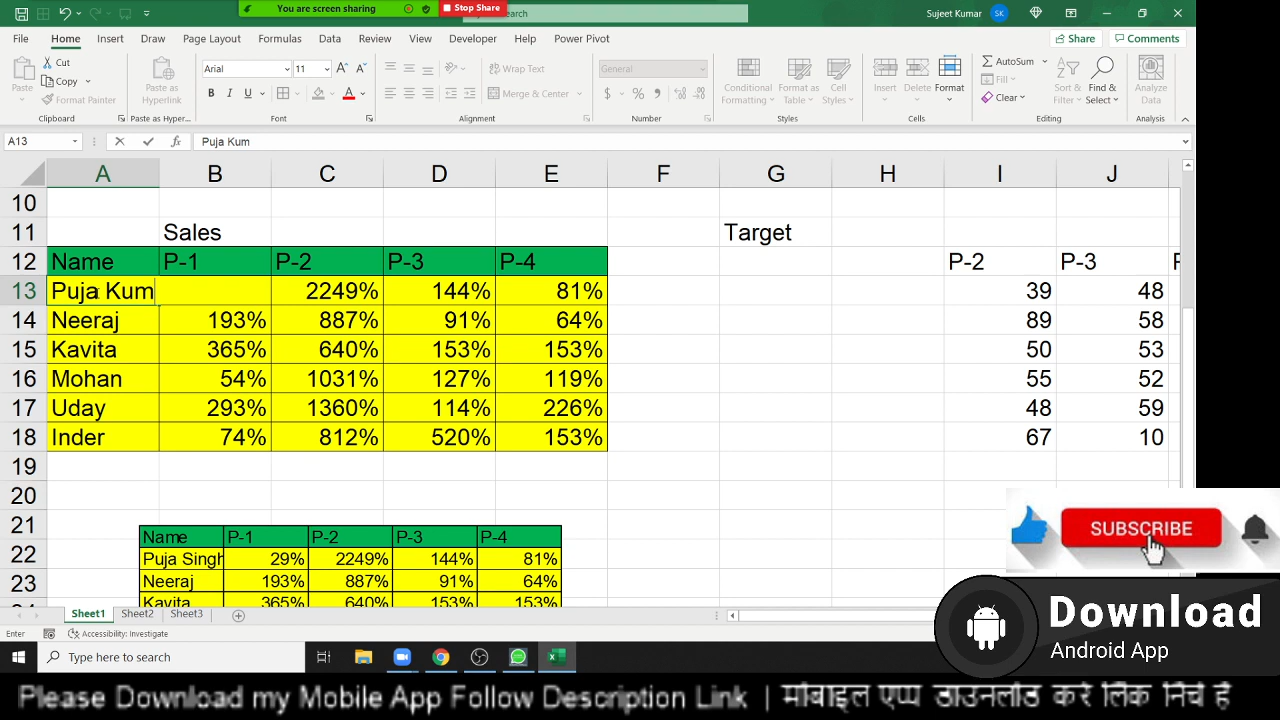 You are screen sharing
Stop Share
Search
Sujeet Kumar SK
File Home Insert Draw Page Layout Formulas Data Review View Developer Help Power Pivot Share Comments
Paste Cut Copy Format Painter
Paste as Hyperlink
Arial 11
B I U
Wrap Text
Merge & Center
General
Conditional Formatting Format as Table Cell Styles
Insert Delete Format
AutoSum Fill Clear
Sort & Filter Find & Select
Analyze Data
Clipboard Paste as Hyper... Font Alignment Number Styles Cells Editing Analysis
A13 Puja Kum
A B C D E F G H I J
10
11 Sales Target
12 Name P-1 P-2 P-3 P-4 P-2 P-3
13 Puja Kum 2249% 144% 81% 39 48
14 Neeraj 193% 887% 91% 64% 89 58
15 Kavita 365% 640% 153% 153% 50 53
16 Mohan 54% 1031% 127% 119% 55 52
17 Uday 293% 1360% 114% 226% 48 59
18 Inder 74% 812% 520% 153% 67 10
19
20
21 Name P-1 P-2 P-3 P-4
22 Puja Singh 29% 2249% 144% 81%
23 Neeraj 193% 887% 91% 64%
Kavita 365% 640% 153% 153%
SUBSCRIBE
Download
Android App
Sheet1 Sheet2 Sheet3
Enter Accessibility: Investigate
Type here to search
Please Download my Mobile App Follow Description Link | मोबाइल एप्प डाउनलोड करे लिंक निचे है